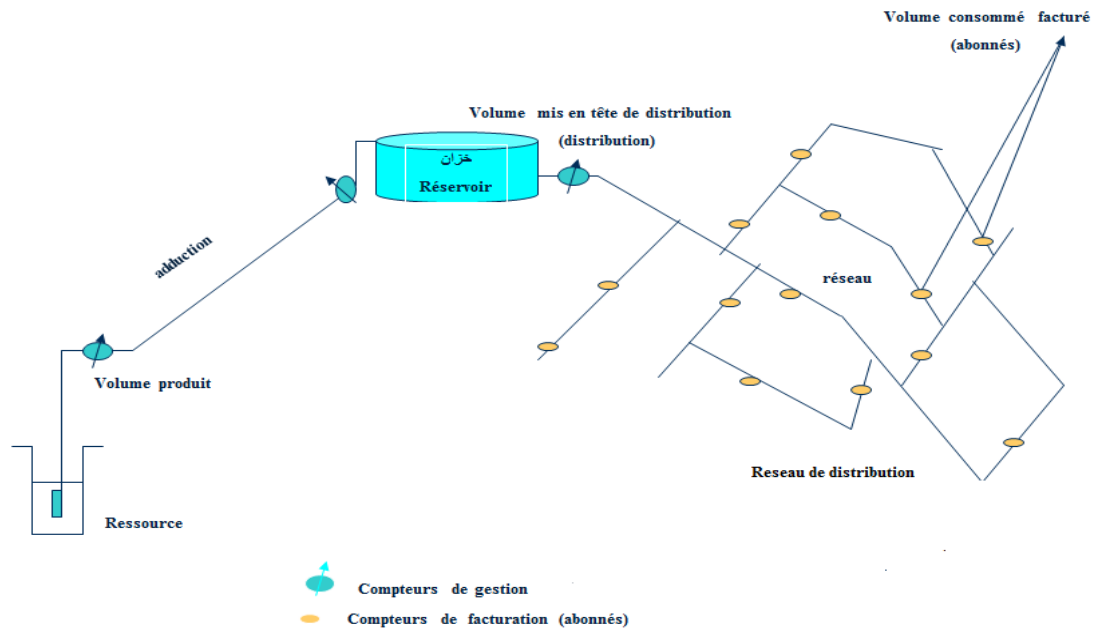 Volume consommé facturé
(abonnés)
Volume mis en tête de distribution
(distribution)
خزان
Réservoir
adduction
réseau
Volume produit
Reseau de distribution
Ressource
Compteurs de gestion
Compteurs de facturation (abonnés)